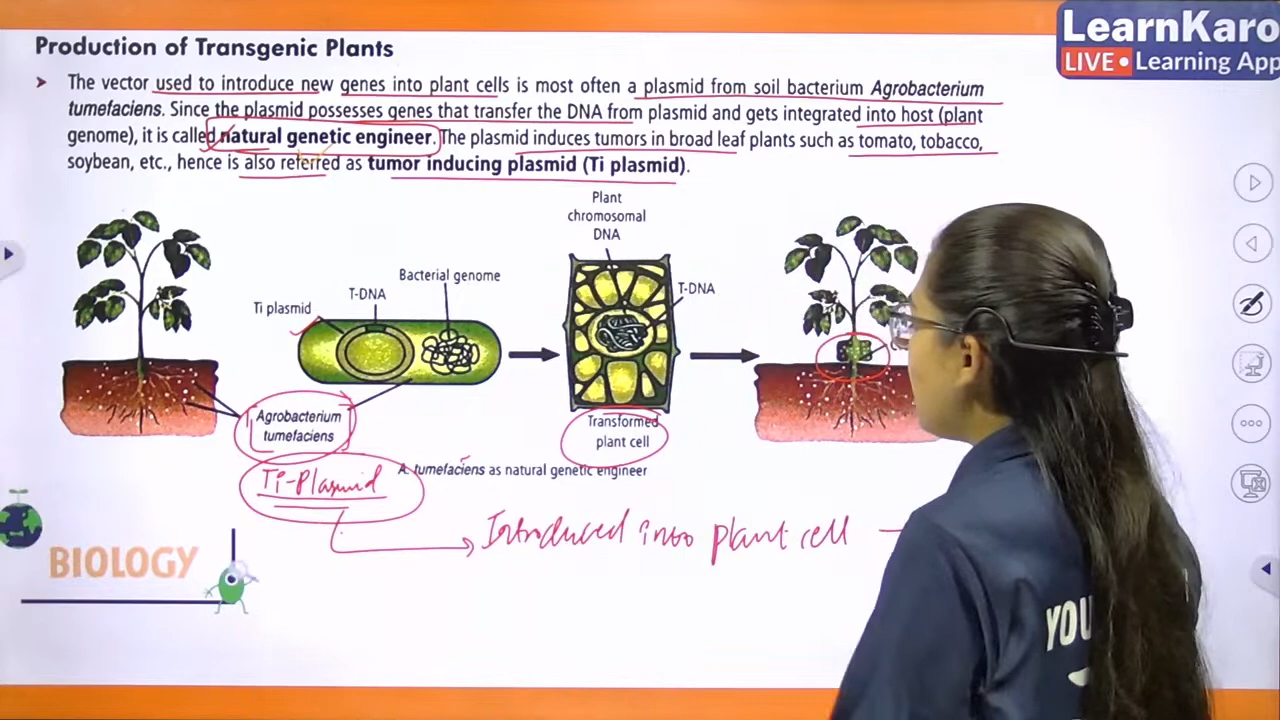 LearnKaro
LIVE • Learning App
Production of Transgenic Plants
The vector used to introduce new genes into plant cells is most often a plasmid from soil bacterium Agrobacterium
tumefaciens. Since the plasmid possesses genes that transfer the DNA from plasmid and gets integrated into host (plant
genome), it is called natural genetic engineer. The plasmid induces tumors in broad leaf plants such as tomato, tobacco,
soybean, etc., hence is also referred as tumor inducing plasmid (Ti plasmid).
Plant
chromosomal
DNA
Bacterial genome
T-DNA
Ti plasmid
T-DNA
Agrobacterium
tumefaciens
Transformed
plant cell
A. tumefaciens as natural genetic engineer
Ti-Plasmid
Introduced into plant cell
BIOLOGY
YOU